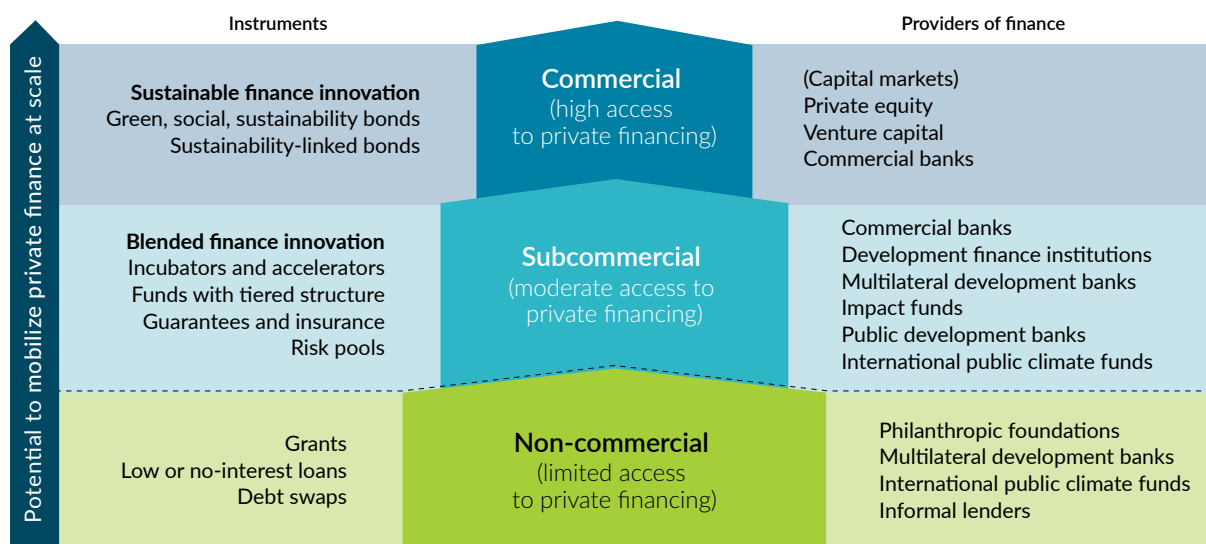 Instruments
Providers of finance
Potential to mobilize private finance at scale
Sustainable finance innovation
Green, social, sustainability bonds
Sustainability-linked bonds
Commercial
(high access
to private financing)
(Capital markets)
Private equity
Venture capital
Commercial banks
Blended finance innovation
Incubators and accelerators
Funds with tiered structure
Guarantees and insurance
Risk pools
Subcommercial
(moderate access to
private financing)
Commercial banks
Development finance institutions
Multilateral development banks
Impact funds
Public development banks
International public climate funds
Grants
Low or no-interest loans
Debt swaps
Non-commercial
(limited access
to private financing)
Philanthropic foundations
Multilateral development banks
International public climate funds
Informal lenders